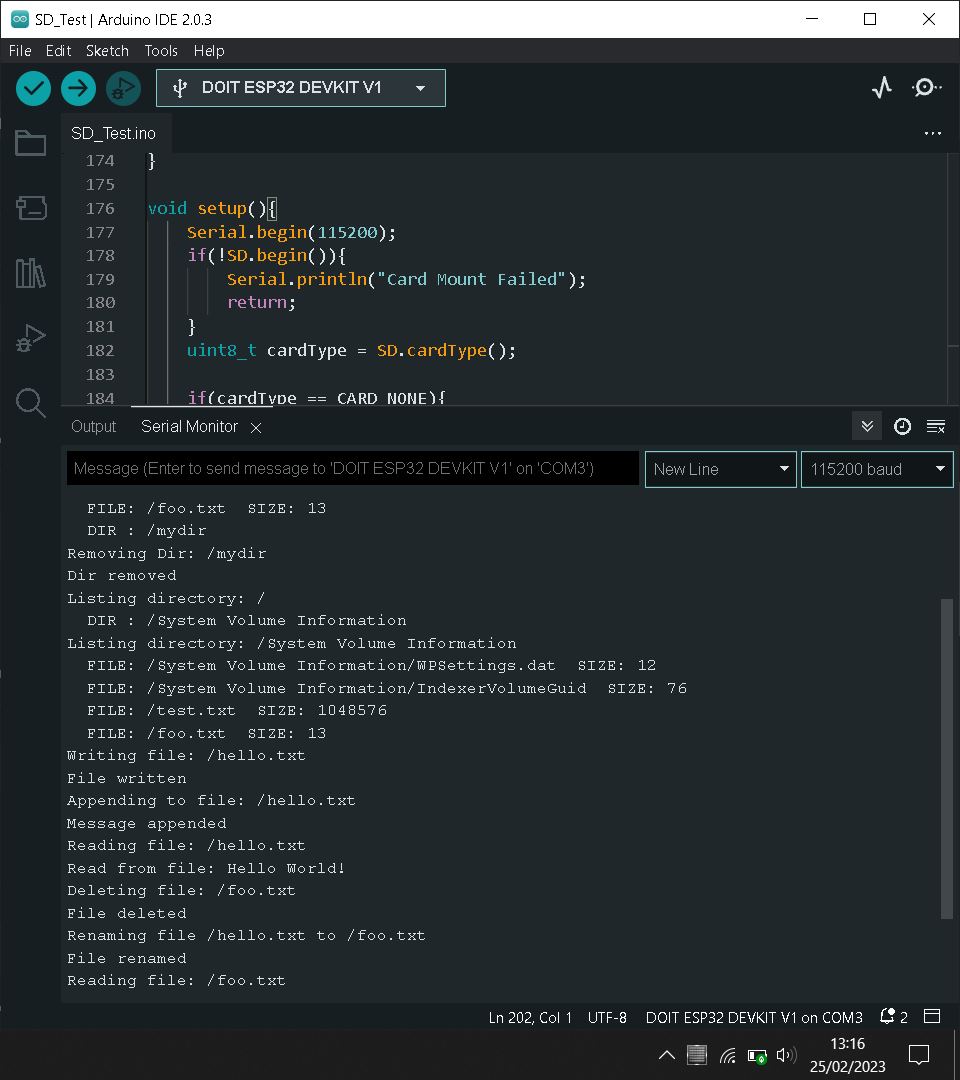 SD_Test | Arduino IDE 2.0.3
File Edit Sketch Tools Help
DOIT ESP32 DEVKIT V1
SD_Test.ino
174 }
175
176 void setup(){
177 Serial.begin(115200);
178 if(!SD.begin()){
179 Serial.println("Card Mount Failed");
180 return;
181 }
182 uint8_t cardType = SD.cardType();
183
184 if(cardType == CARD_NONE){
Output Serial Monitor
Message (Enter to send message to 'DOIT ESP32 DEVKIT V1' on 'COM3')
New Line
115200 baud
FILE: /foo.txt SIZE: 13
DIR : /mydir
Removing Dir: /mydir
Dir removed
Listing directory: /
DIR : /System Volume Information
Listing directory: /System Volume Information
FILE: /System Volume Information/WPSettings.dat SIZE: 12
FILE: /System Volume Information/IndexerVolumeGuid SIZE: 76
FILE: /test.txt SIZE: 1048576
FILE: /foo.txt SIZE: 13
Writing file: /hello.txt
File written
Appending to file: /hello.txt
Message appended
Reading file: /hello.txt
Read from file: Hello World!
Deleting file: /foo.txt
File deleted
Renaming file /hello.txt to /foo.txt
File renamed
Reading file: /foo.txt
Ln 202, Col 1 UTF-8 DOIT ESP32 DEVKIT V1 on COM3 2
13:16
25/02/2023